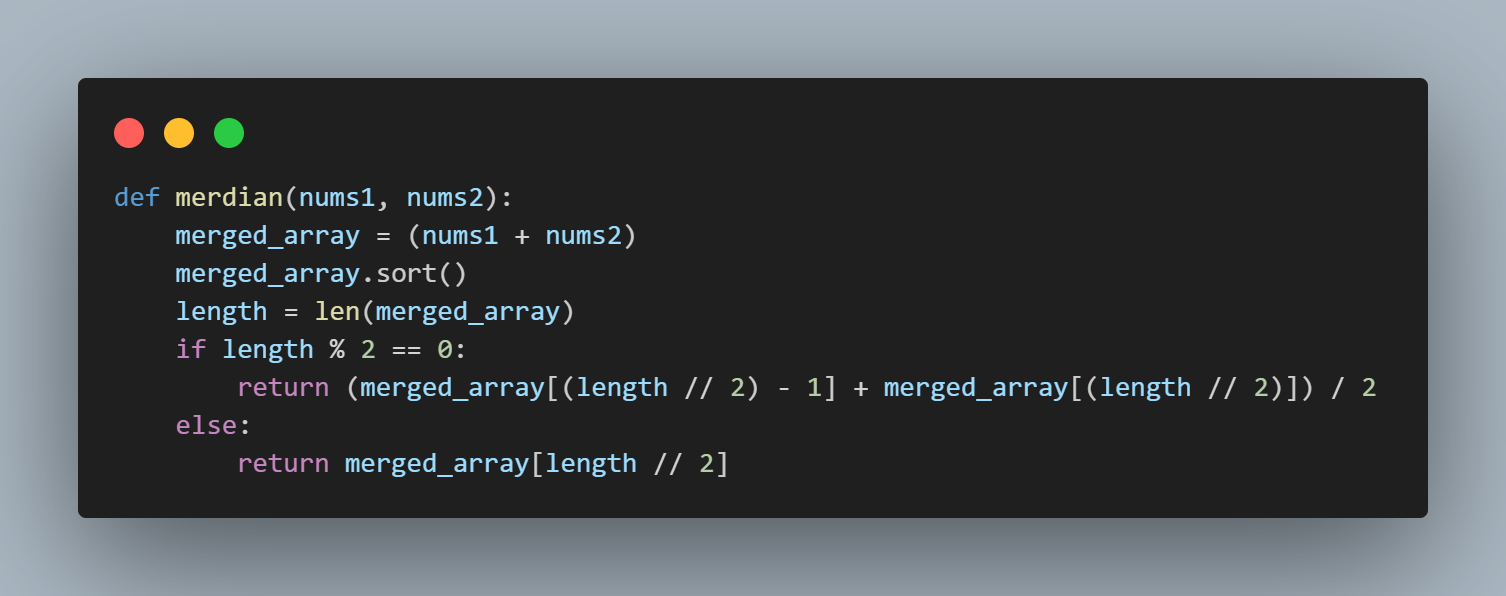 def merdian(nums1, nums2):
    merged_array = (nums1 + nums2)
    merged_array.sort()
    length = len(merged_array)
    if length % 2 == 0:
        return (merged_array[(length // 2) - 1] + merged_array[(length // 2)]) / 2
    else:
        return merged_array[length // 2]